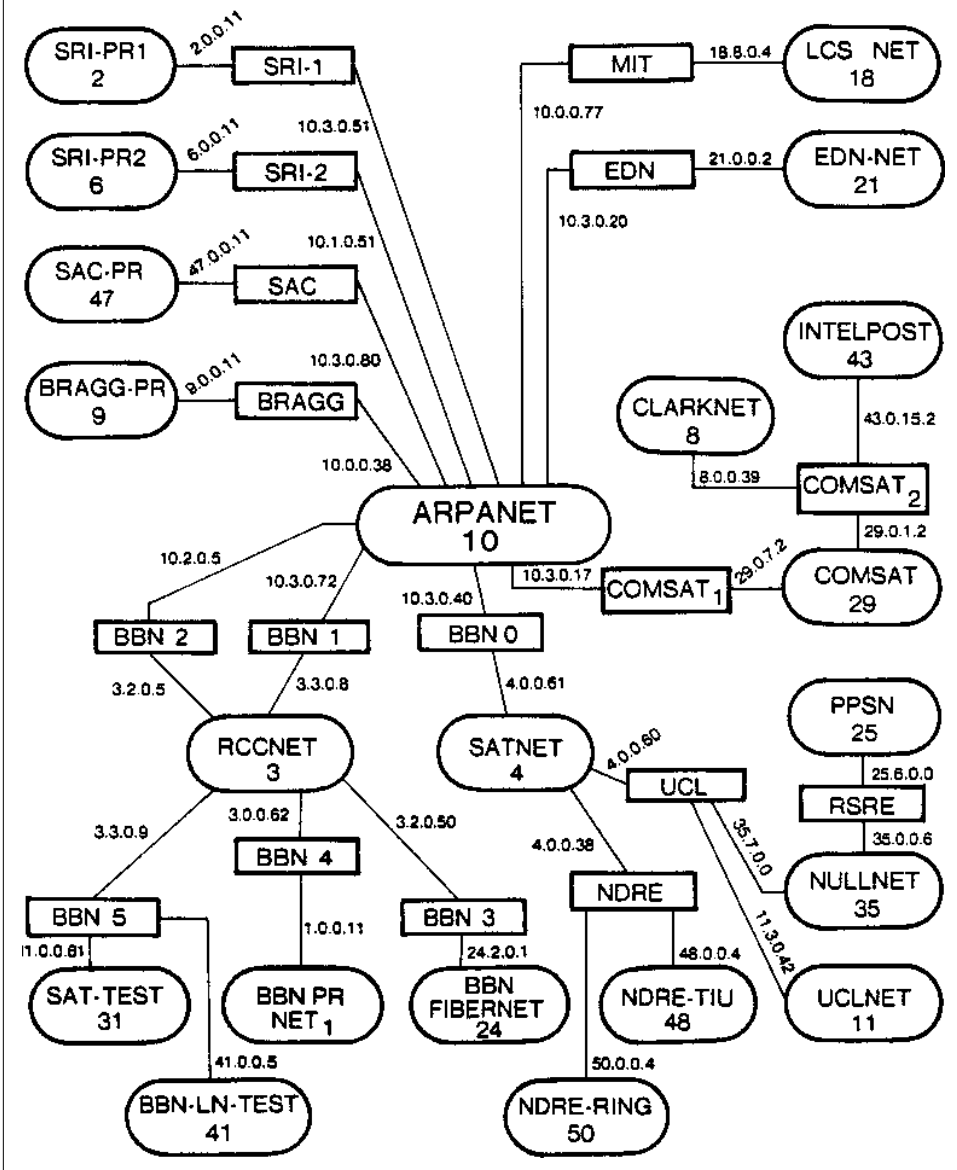 SRI-PR1
2
2.0.0.11
SRI-1
10.3.0.51
MIT
18.8.0.4
LCS NET
18
10.0.0.77
SRI-PR2
6
6.0.0.11
SRI-2
10.1.0.51
EDN
21.0.0.2
EDN-NET
21
10.3.0.20
SAC-PR
47
47.0.0.11
SAC
10.3.0.80
INTELPOST
43
43.0.15.2
BRAGG-PR
9
9.0.0.11
BRAGG
10.0.0.38
CLARKNET
8
8.0.0.39
COMSAT 2
29.0.1.2
ARPANET
10
10.2.0.5
10.3.0.72
10.3.0.40
10.3.0.17
COMSAT 1
29.0.7.2
COMSAT
29
BBN 2
BBN 1
BBN 0
3.2.0.5
3.3.0.8
4.0.0.61
RCCNET
3
SATNET
4
4.0.0.60
UCL
PPSN
25
25.6.0.0
RSRE
35.0.0.6
3.3.0.9
3.0.0.62
3.2.0.50
4.0.0.38
35.7.0.0
11.3.0.42
NULLNET
35
BBN 5
BBN 4
BBN 3
NDRE
1.0.0.11
24.2.0.1
48.0.0.4
SAT-TEST
31
BBN PR
NET 1
BBN
FIBERNET
24
NDRE-TIU
48
UCLNET
11
41.0.0.5
50.0.0.4
BBN-LN-TEST
41
NDRE-RING
50